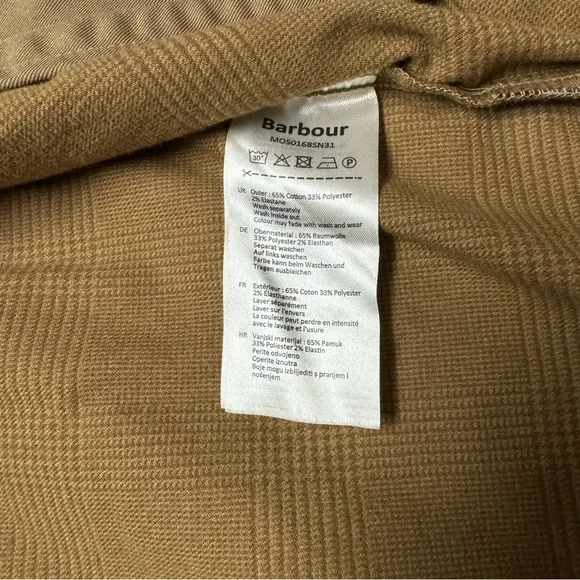 Barbour
MOS0168SN31
30°
P
UK Outer : 65% Cotton 33% Polyester
2% Elastane
Wash separately
Wash inside out
Colour may fade with wash and wear
DE Obermaterial : 65% Baumwolle
33% Polyester 2% Elasthan
Separat waschen
Auf links waschen
Farbe kann beim Waschen und
Tragen ausbleichen
FR Extérieur : 65% Coton 33% Polyester
2% Elasthanne
Laver séparément
Laver sur l'envers
La couleur peut perdre en intensité
avec le lavage et l'usure
HR Vanjski materijal : 65% Pamuk
33% Poliester 2% Elastin
Perite odvojeno
Operite iznutra
Boje mogu izblijediti s pranjem i
nošenjem